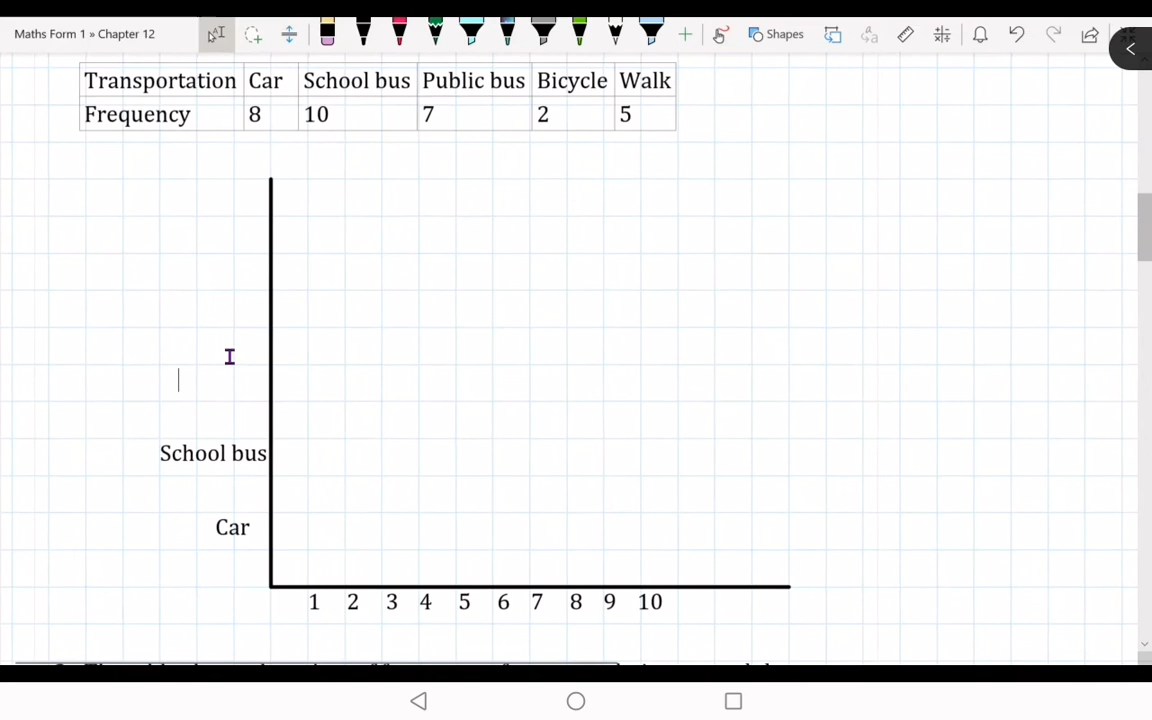 Maths Form 1 » Chapter 12
Shapes
Transportation Car School bus Public bus Bicycle Walk
Frequency 8 10 7 2 5
School bus
Car
1 2 3 4 5 6 7 8 9 10